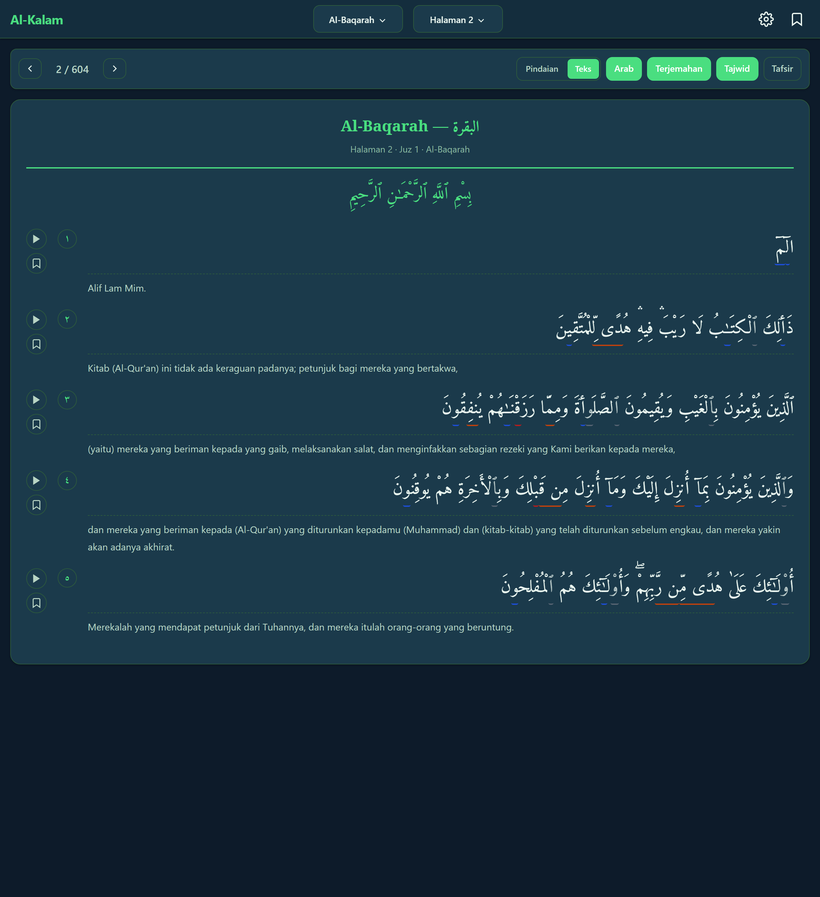 Al-Kalam
Al-Baqarah
Halaman 2
2 / 604
Pindaian
Teks
Arab
Terjemahan
Tajwid
Tafsir
Al-Baqarah — البقرة
Halaman 2 · Juz 1 · Al-Baqarah
بِسْمِ ٱللَّهِ ٱلرَّحْمَـٰنِ ٱلرَّحِيمِ
١
الٓمٓ
Alif Lam Mim.
٢
ذَٰلِكَ ٱلْكِتَـٰبُ لَا رَيْبَ ۛ فِيهِ ۛ هُدًى لِّلْمُتَّقِينَ
Kitab (Al-Qur'an) ini tidak ada keraguan padanya; petunjuk bagi mereka yang bertakwa,
٣
ٱلَّذِينَ يُؤْمِنُونَ بِٱلْغَيْبِ وَيُقِيمُونَ ٱلصَّلَوٰةَ وَمِمَّا رَزَقْنَـٰهُمْ يُنفِقُونَ
(yaitu) mereka yang beriman kepada yang gaib, melaksanakan salat, dan menginfakkan sebagian rezeki yang Kami berikan kepada mereka,
٤
وَٱلَّذِينَ يُؤْمِنُونَ بِمَآ أُنزِلَ إِلَيْكَ وَمَآ أُنزِلَ مِن قَبْلِكَ وَبِٱلْأَخِرَةِ هُمْ يُوقِنُونَ
dan mereka yang beriman kepada (Al-Qur'an) yang diturunkan kepadamu (Muhammad) dan (kitab-kitab) yang telah diturunkan sebelum engkau, dan mereka yakin
akan adanya akhirat.
٥
أُو۟لَـٰٓئِكَ عَلَىٰ هُدًى مِّن رَّبِّهِمْ ۖ وَأُو۟لَـٰٓئِكَ هُمُ ٱلْمُفْلِحُونَ
Merekalah yang mendapat petunjuk dari Tuhannya, dan mereka itulah orang-orang yang beruntung.